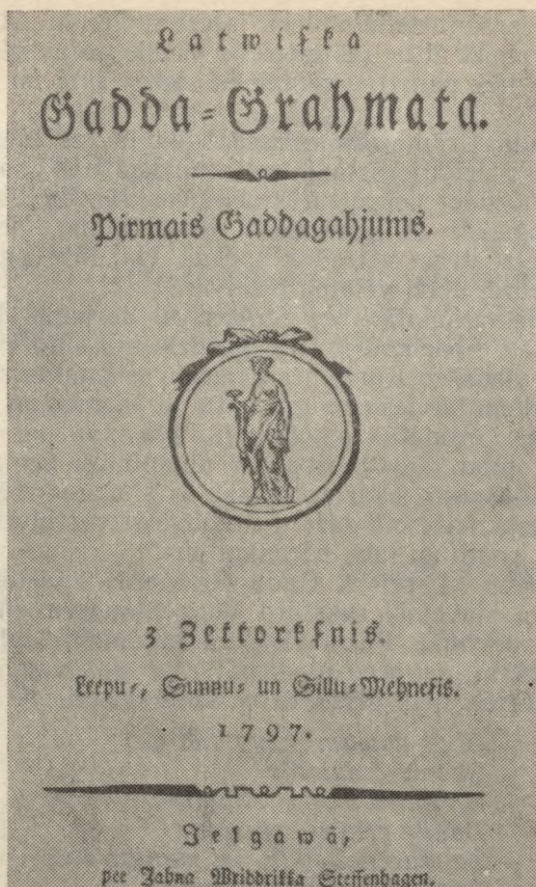 Latwiſka
Gadda-Grahmata.
Pirmais Gaddagahjums.
3 Zettorkſnis.
Leepu-, Sunnu- un Sillu-Mehneſis.
1797.
Jelgawâ,
pee Jahna Wriddrikka Steffenhagen.